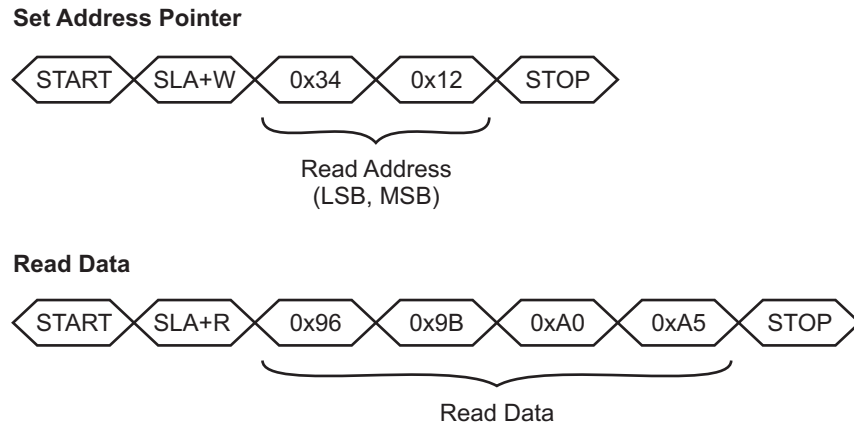 Set Address Pointer
START SLA+W 0x34 0x12 STOP
Read Address
(LSB, MSB)
Read Data
START SLA+R 0x96 0x9B 0xA0 0xA5 STOP
Read Data